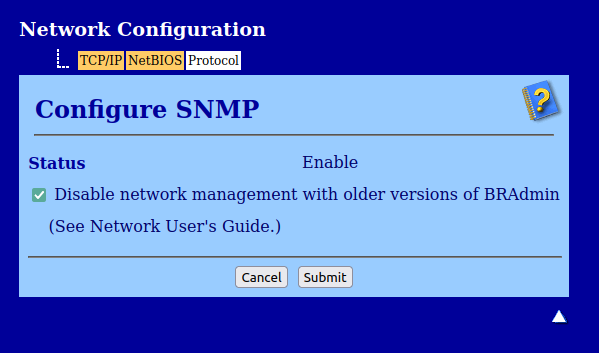 Network Configuration
TCP/IP NetBIOS Protocol
Configure SNMP
?
Status Enable
Disable network management with older versions of BRAdmin
(See Network User's Guide.)
Cancel Submit